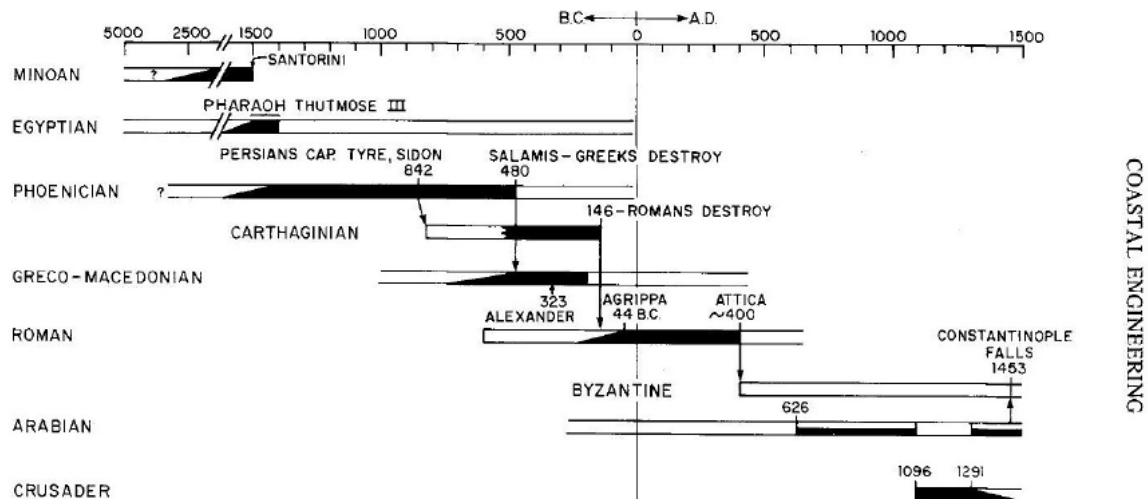 B.C. A.D.
5000 2500 1500 1000 500 0 500 1000 1500
SANTORINI
MINOAN ?
PHARAOH THUTMOSE III
EGYPTIAN
PERSIANS CAP. TYRE, SIDON
842
SALAMIS-GREEKS DESTROY
480
PHOENICIAN ?
146-ROMANS DESTROY
CARTHAGINIAN
GRECO-MACEDONIAN
323
ALEXANDER
AGRIPPA
44 B.C.
ATTICA
~400
ROMAN
CONSTANTINOPLE
FALLS
1453
BYZANTINE
626
ARABIAN
1096 1291
CRUSADER
COASTAL ENGINEERING